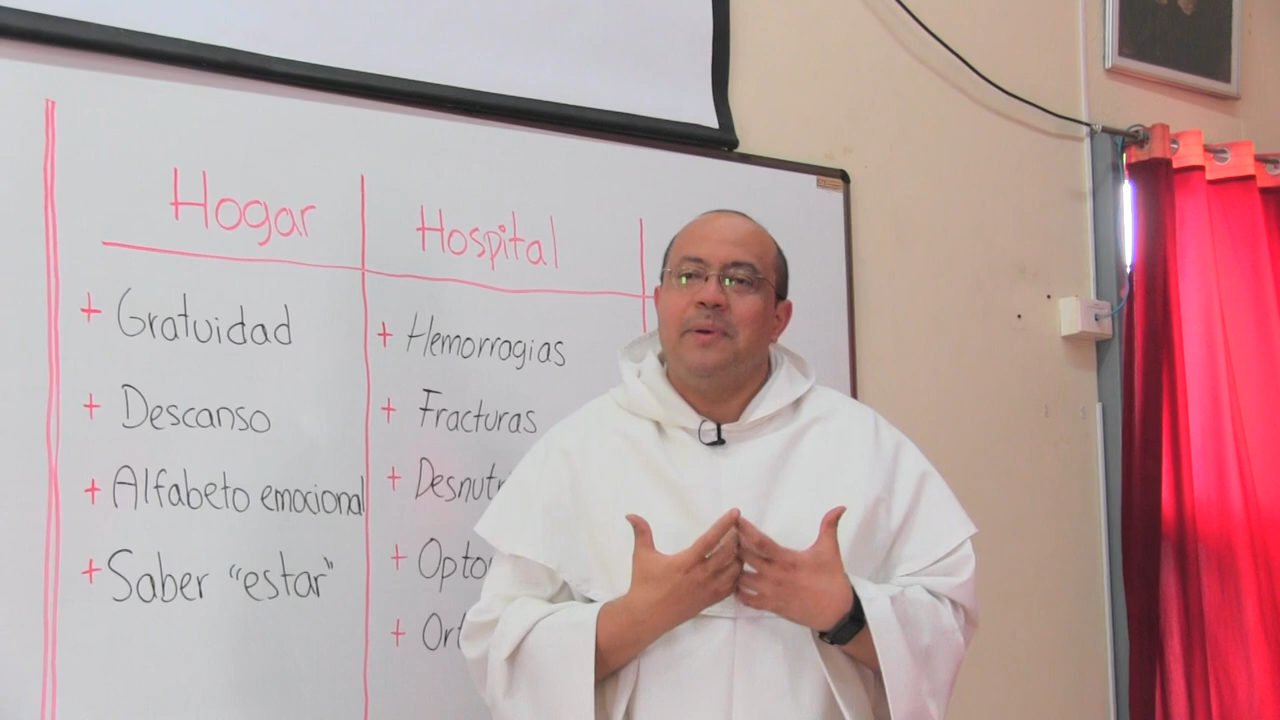 Hogar
+ Gratuidad
+ Descanso
+ Alfabeto emocional
+ Saber "estar"
Hospital
+ Hemorragias
+ Fracturas